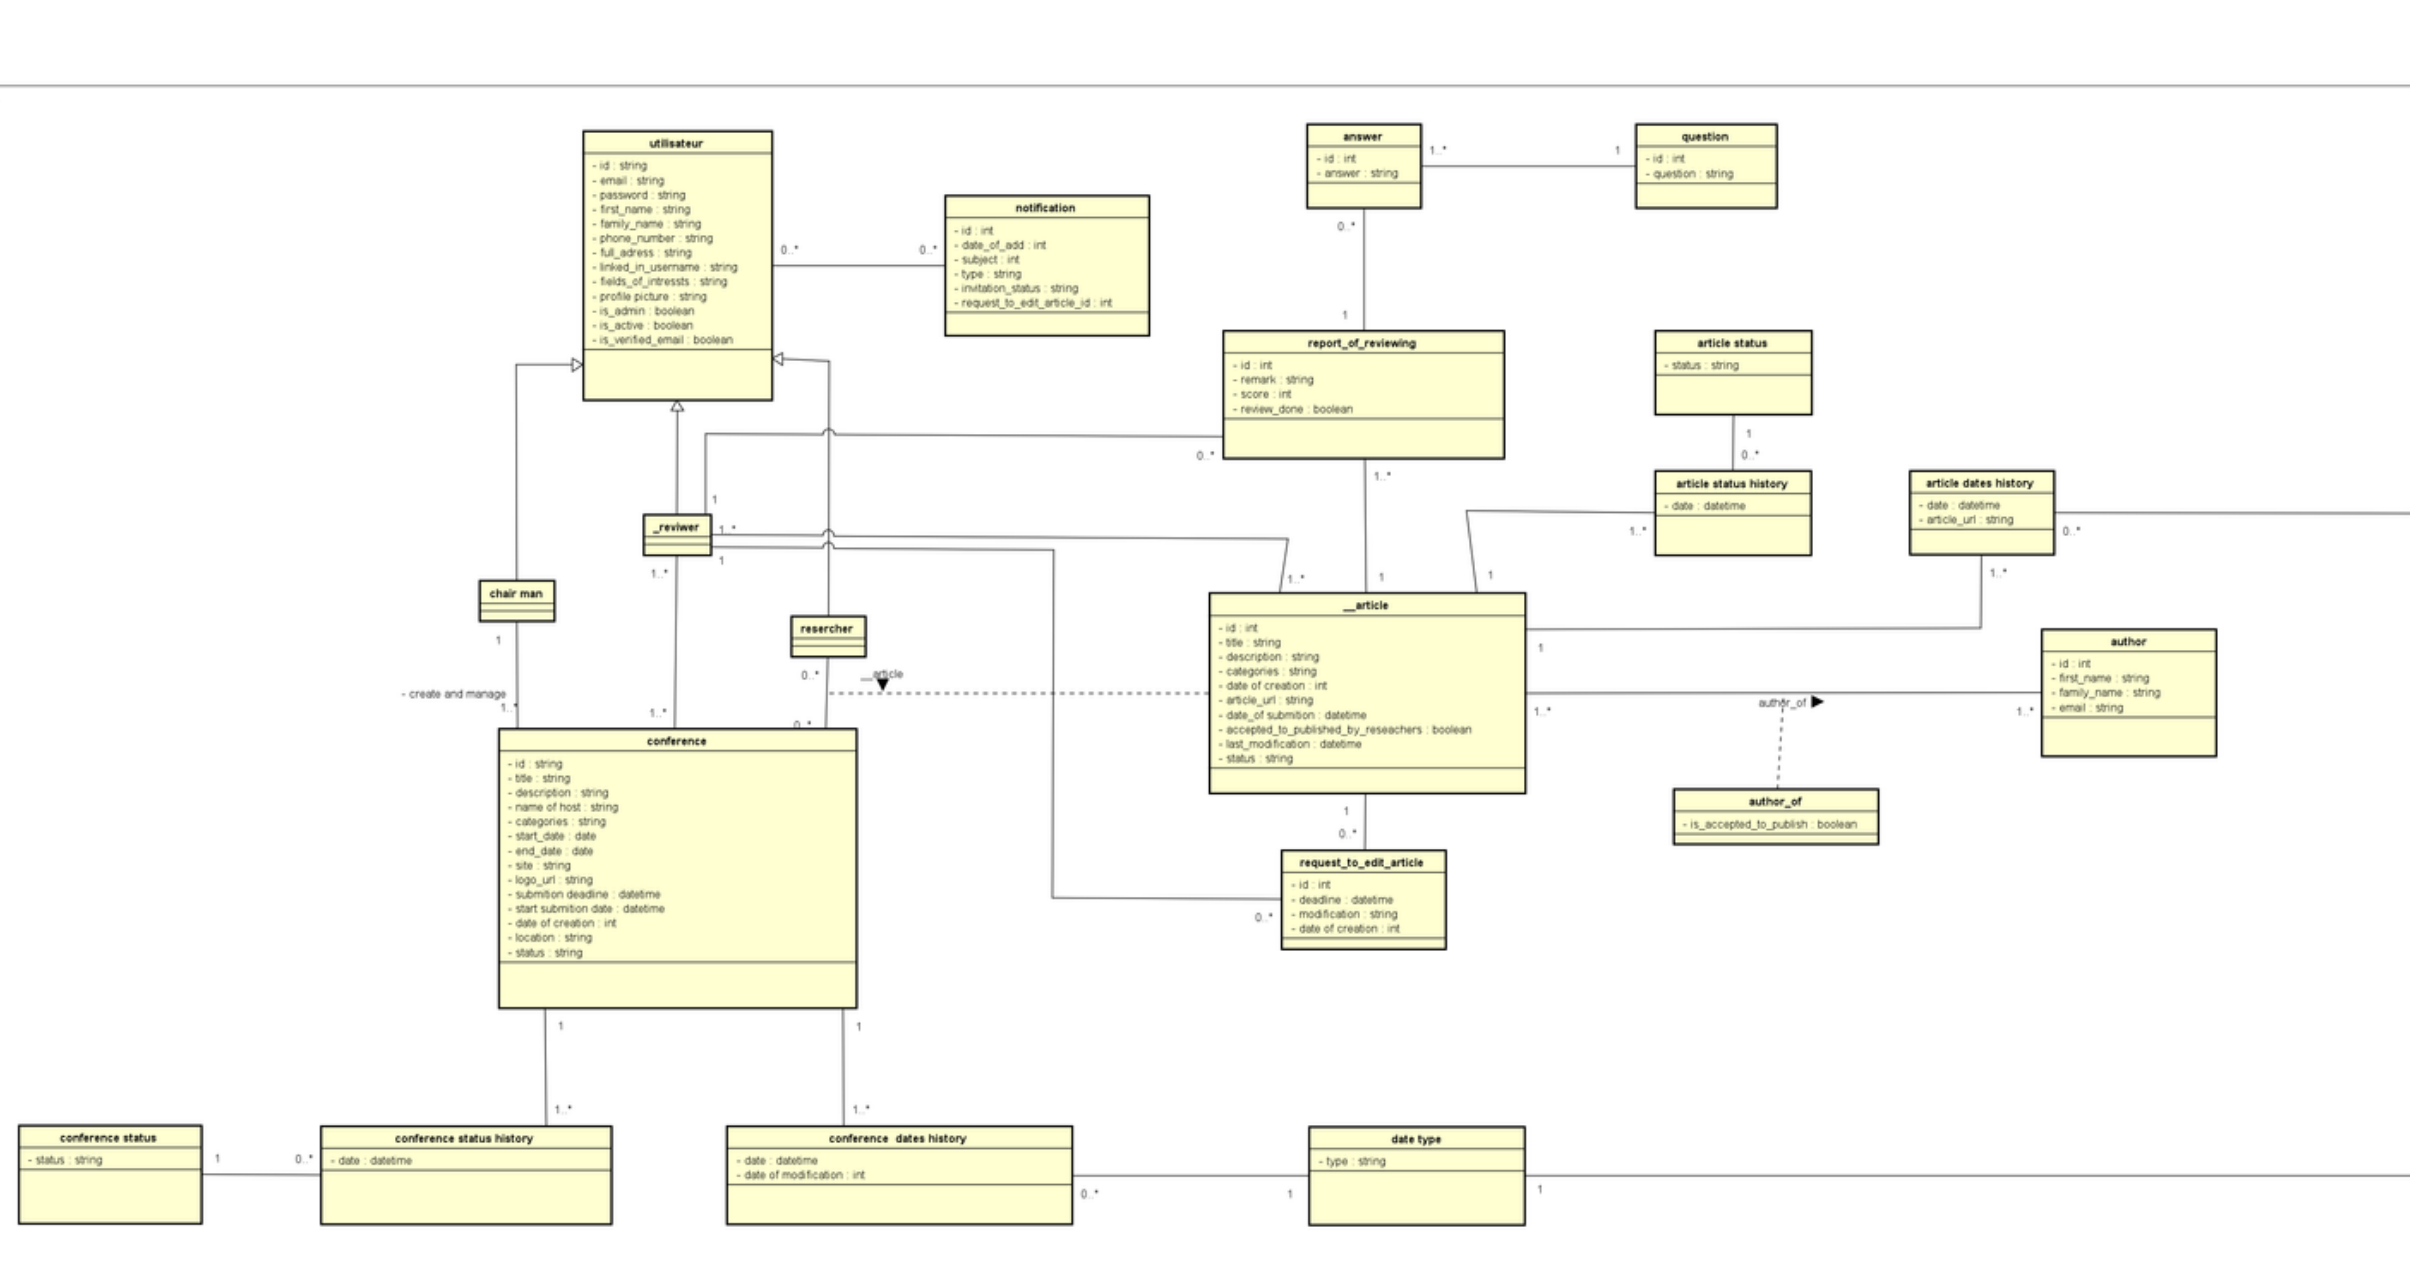 utilisateur
- id : string
- email : string
- password : string
- first_name : string
- family_name : string
- phone_number : string
- full_adress : string
- linked_in_username : string
- fields_of_intressts : string
- profile picture : string
- is_admin : boolean
- is_active : boolean
- is_verified_email : boolean
0..*
0..*
notification
- id : int
- date_of_add : int
- subject : int
- type : string
- invitation_status : string
- request_to_edit_article_id : int
answer
- id : int
- answer : string
1..*
1
question
- id : int
- question : string
0..*
1
report_of_reviewing
- id : int
- remark : string
- score : int
- review_done : boolean
0..*
1..*
article status
- status : string
1
0..*
article status history
- date : datetime
1..*
article dates history
- date : datetime
- article_url : string
0..*
1..*
1
_reviwer
1..*
1
1..*
chair man
1
- create and manage
1..*
1..*
resercher
0..*
__article
0..*
1..*
1
1
__article
- id : int
- title : string
- description : string
- categories : string
- date of creation : int
- article_url : string
- date_of submition : datetime
- accepted_to_published_by_reseachers : boolean
- last_modification : datetime
- status : string
1
1..*
author_of
1..*
author
- id : int
- first_name : string
- family_name : string
- email : string
author_of
- is_accepted_to_publish : boolean
1
0..*
request_to_edit_article
- id : int
- deadline : datetime
- modification : string
- date of creation : int
0..*
conference
- id : string
- title : string
- description : string
- name of host : string
- categories : string
- start_date : date
- end_date : date
- site : string
- logo_url : string
- submition deadline : datetime
- start submition date : datetime
- date of creation : int
- location : string
- status : string
1
1
1..*
1..*
conference status
- status : string
1
0..*
conference status history
- date : datetime
conference  dates history
- date : datetime
- date of modification : int
0..*
1
date type
- type : string
1